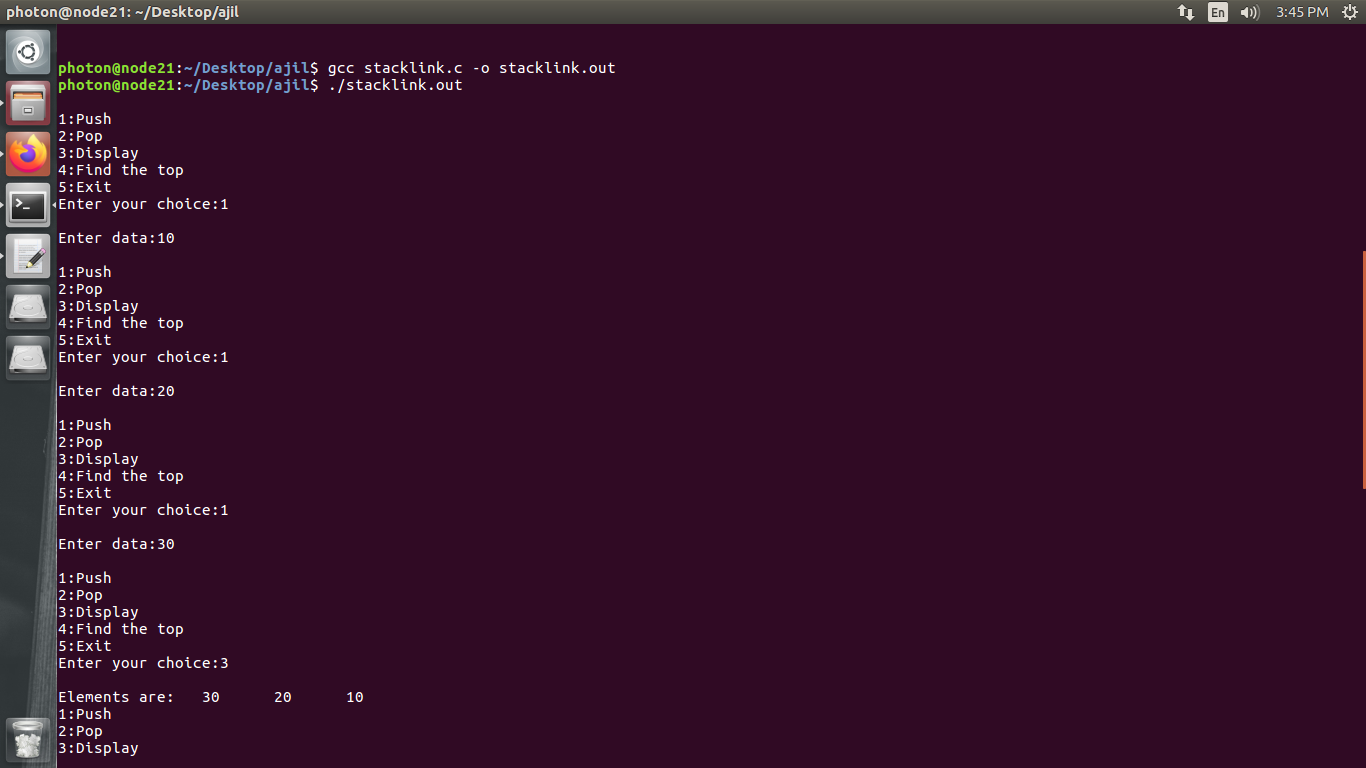 photon@node21: ~/Desktop/ajil
En
3:45 PM
photon@node21:~/Desktop/ajil$ gcc stacklink.c -o stacklink.out
photon@node21:~/Desktop/ajil$ ./stacklink.out
1:Push
2:Pop
3:Display
4:Find the top
5:Exit
Enter your choice:1
Enter data:10
1:Push
2:Pop
3:Display
4:Find the top
5:Exit
Enter your choice:1
Enter data:20
1:Push
2:Pop
3:Display
4:Find the top
5:Exit
Enter your choice:1
Enter data:30
1:Push
2:Pop
3:Display
4:Find the top
5:Exit
Enter your choice:3
Elements are:   30      20      10
1:Push
2:Pop
3:Display